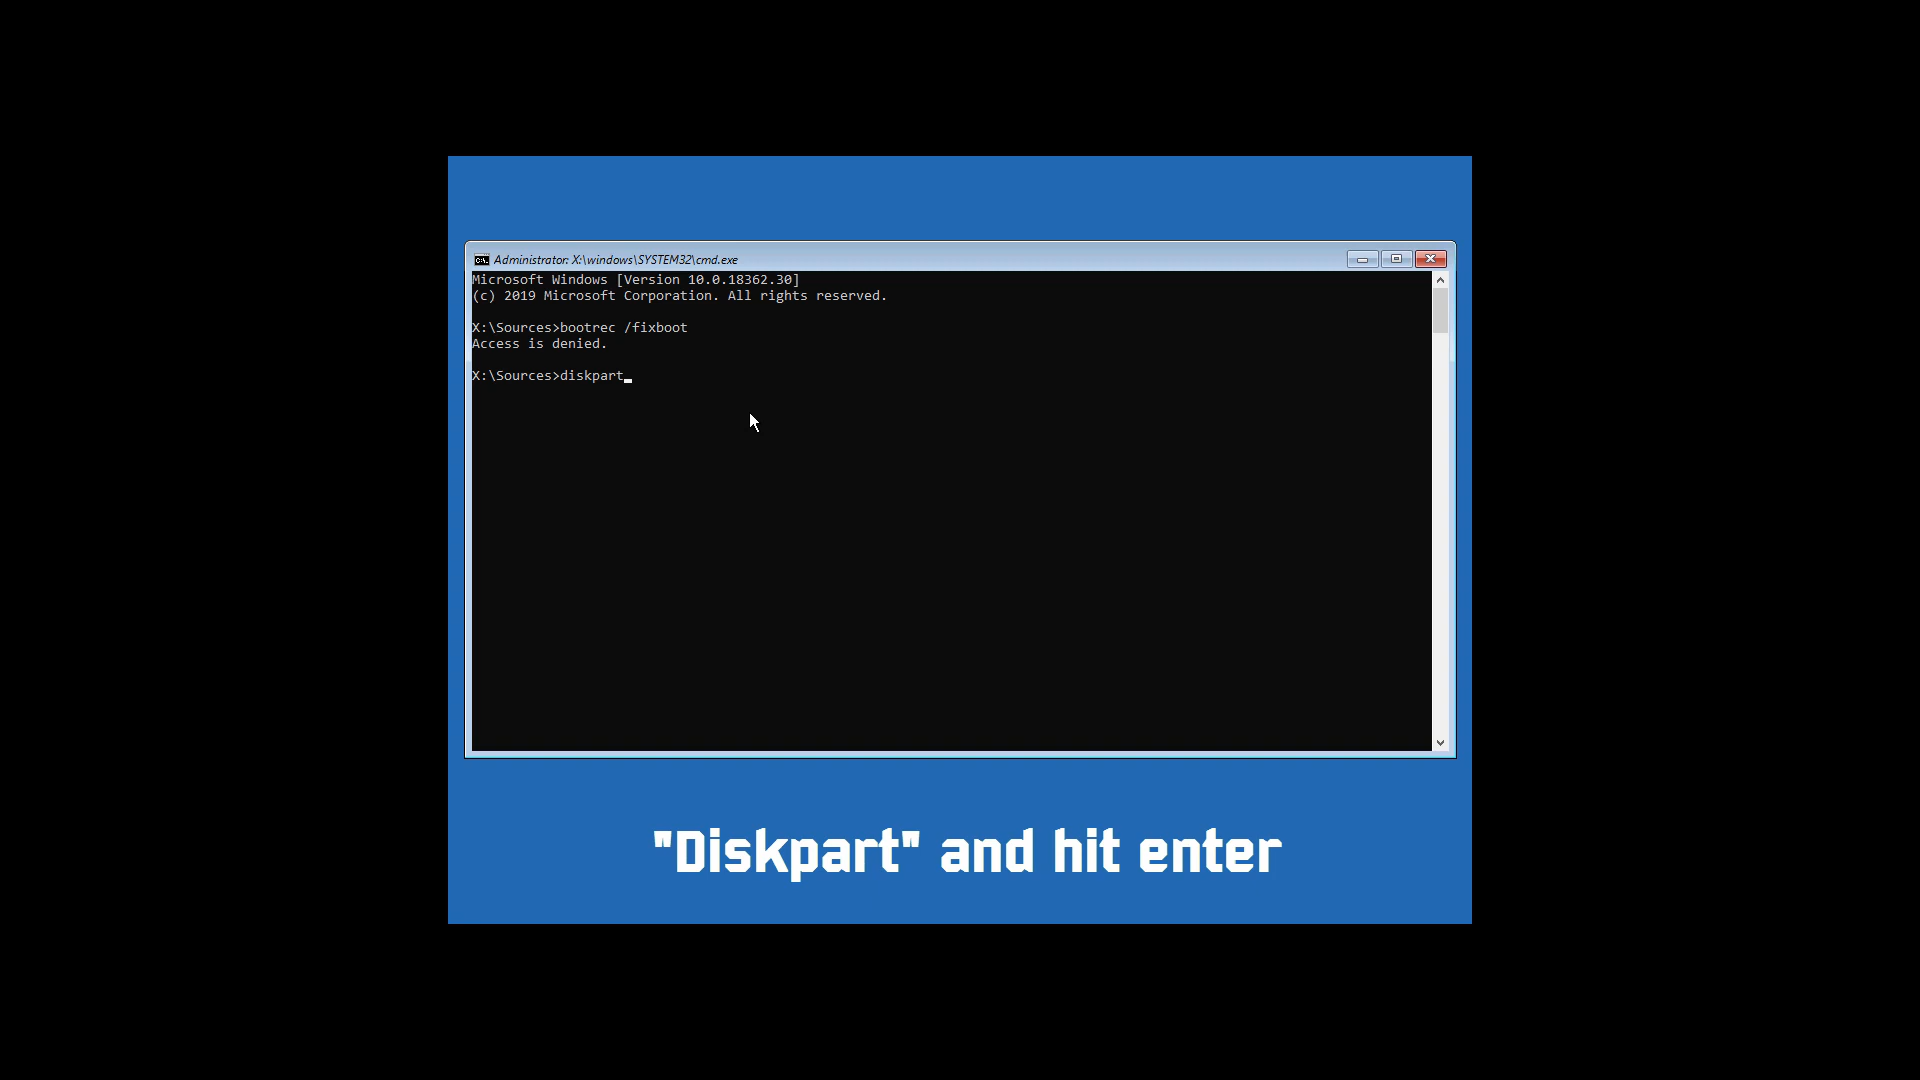 Administrator: X:\windows\SYSTEM32\cmd.exe
Microsoft Windows [Version 10.0.18362.30]
(c) 2019 Microsoft Corporation. All rights reserved.
X:\Sources>bootrec /fixboot
Access is denied.
X:\Sources>diskpart
"Diskpart" and hit enter